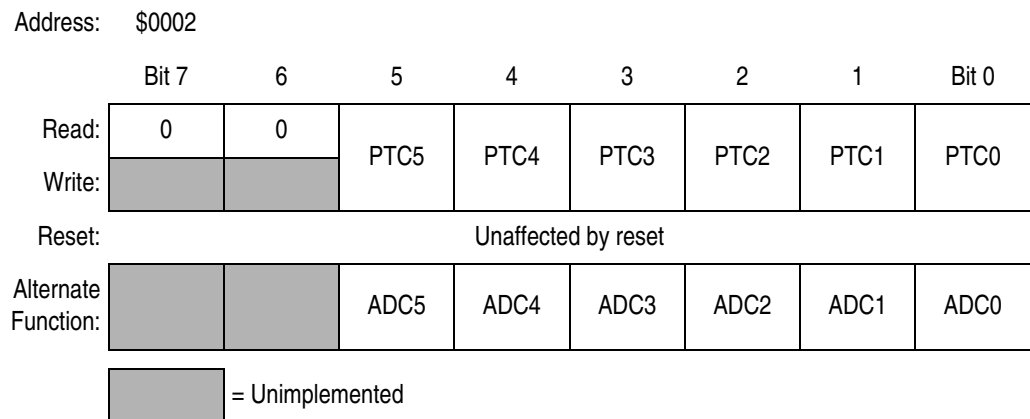 Address: $0002
Bit 7 6 5 4 3 2 1 Bit 0
Read: 0 0 PTC5 PTC4 PTC3 PTC2 PTC1 PTC0
Write:
Reset: Unaffected by reset
Alternate
Function: ADC5 ADC4 ADC3 ADC2 ADC1 ADC0
= Unimplemented